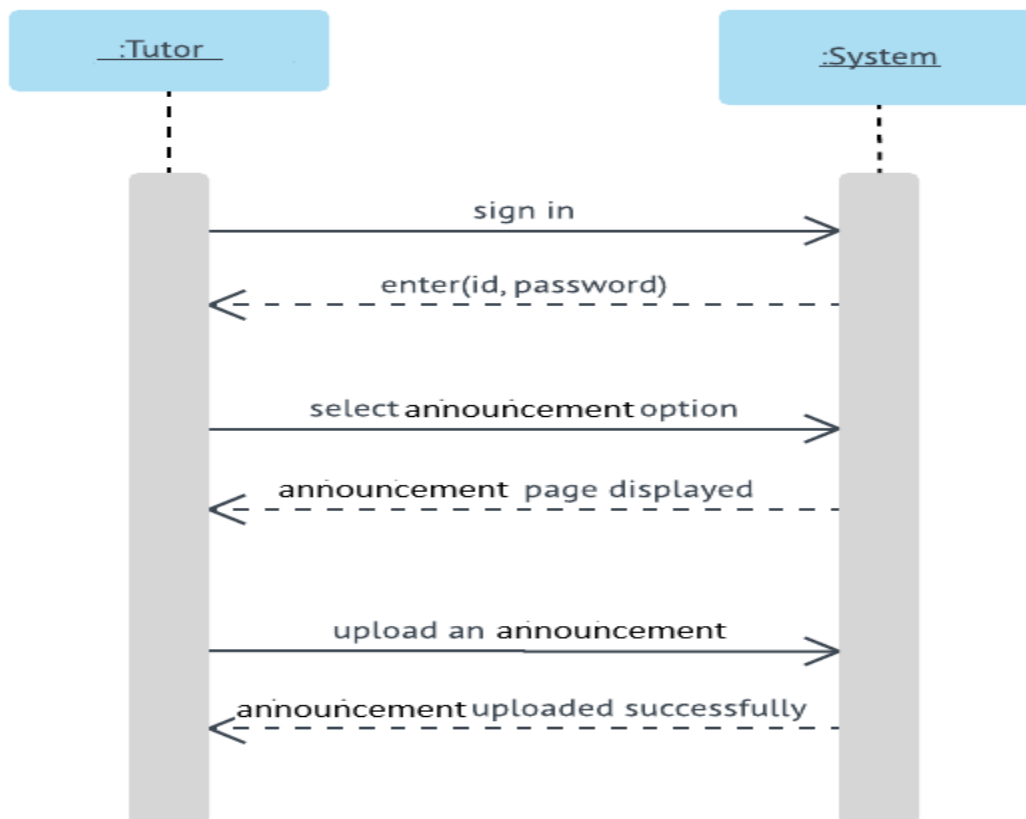 :Tutor
:System
sign in
enter(id, password)
select announcement option
announcement page displayed
upload an announcement
announcement uploaded successfully